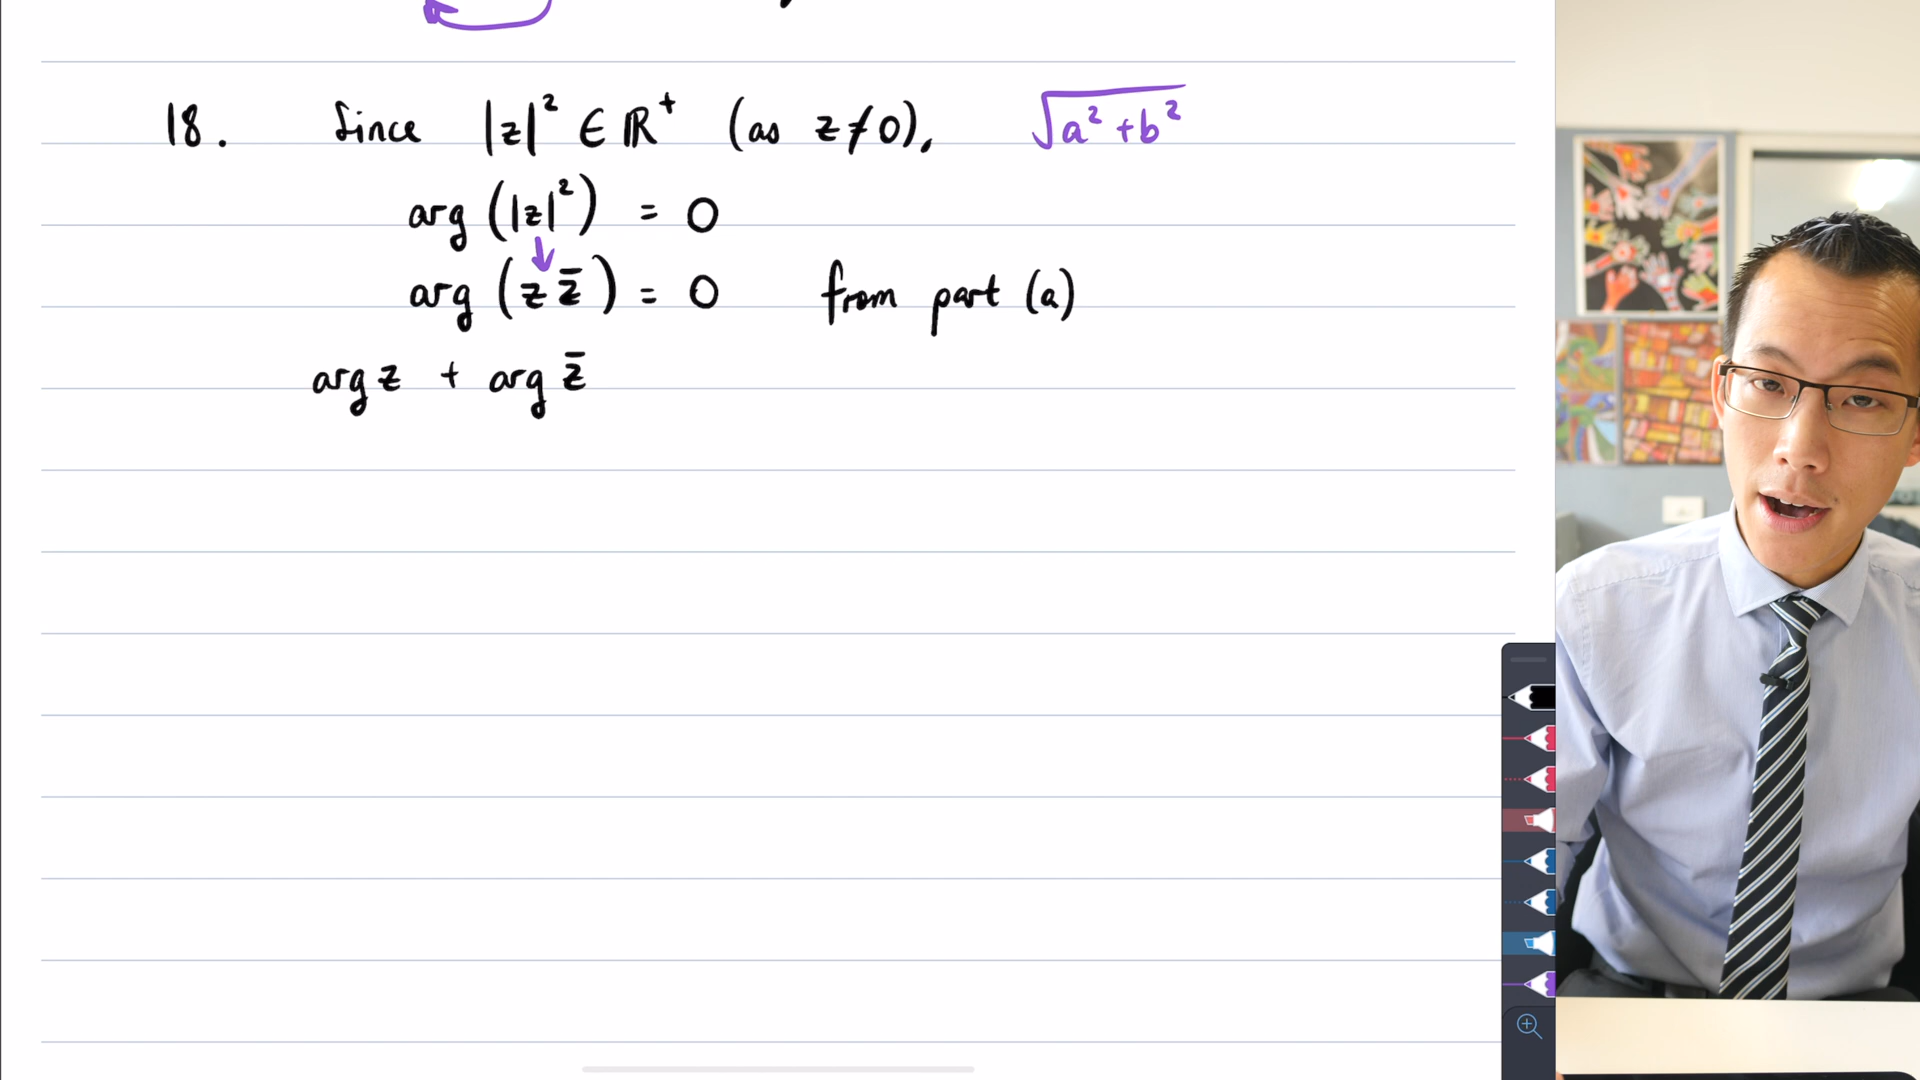 18. Since |z|² ∈ ℝ⁺ (as z ≠ 0), √(a² + b²)
arg (|z|²) = 0
arg (z z̄) = 0 from part (a)
arg z + arg z̄